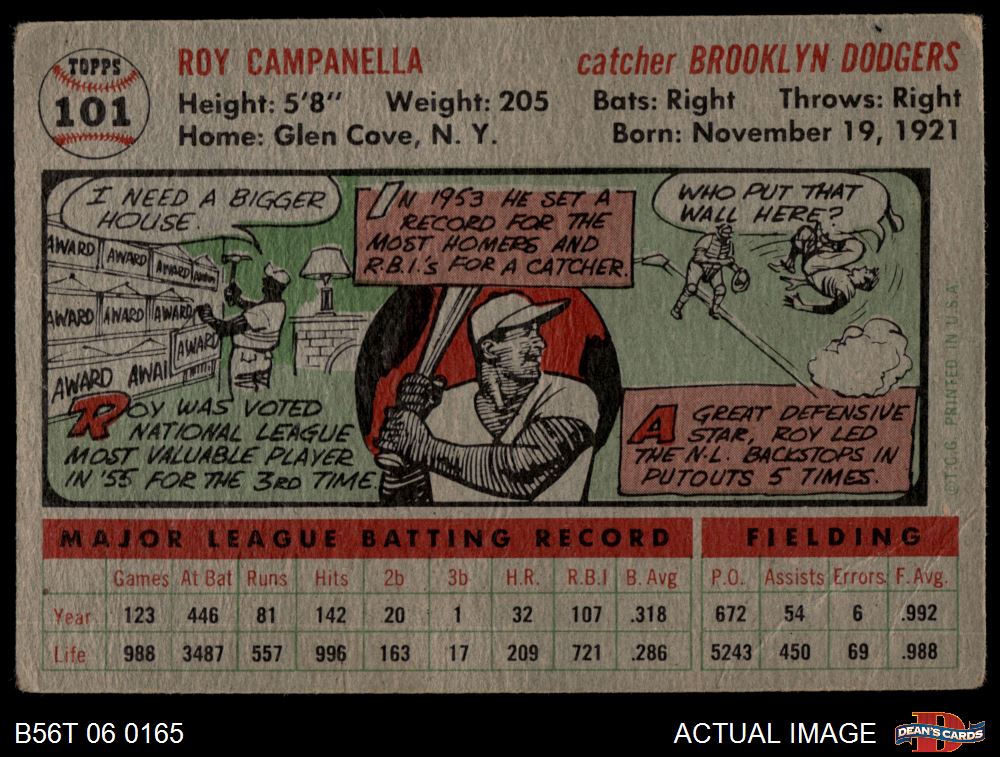 TOPPS
101
ROY CAMPANELLA
catcher BROOKLYN DODGERS
Height: 5'8" Weight: 205 Bats: Right Throws: Right
Home: Glen Cove, N. Y. Born: November 19, 1921
I NEED A BIGGER
HOUSE.
AWARD AWARD AWARD AWARD
AWARD AWARD AWARD
AWARD
AWARD AWAI
ROY WAS VOTED
NATIONAL LEAGUE
MOST VALUABLE PLAYER
IN '55 FOR THE 3RD TIME.
IN 1953 HE SET A
RECORD FOR THE
MOST HOMERS AND
R.B.I.'S FOR A CATCHER.
WHO PUT THAT
WALL HERE?
A GREAT DEFENSIVE
STAR, ROY LED
THE N.L. BACKSTOPS IN
PUTOUTS 5 TIMES.
© T.C.G. PRINTED IN U.S.A.
MAJOR LEAGUE BATTING RECORD FIELDING
Games At Bat Runs Hits 2b 3b H.R. R.B.I B. Avg P.O. Assists Errors F. Avg.
Year 123 446 81 142 20 1 32 107 .318 672 54 6 .992
Life 988 3487 557 996 163 17 209 721 .286 5243 450 69 .988
B56T 06 0165
ACTUAL IMAGE
DEAN'S CARDS